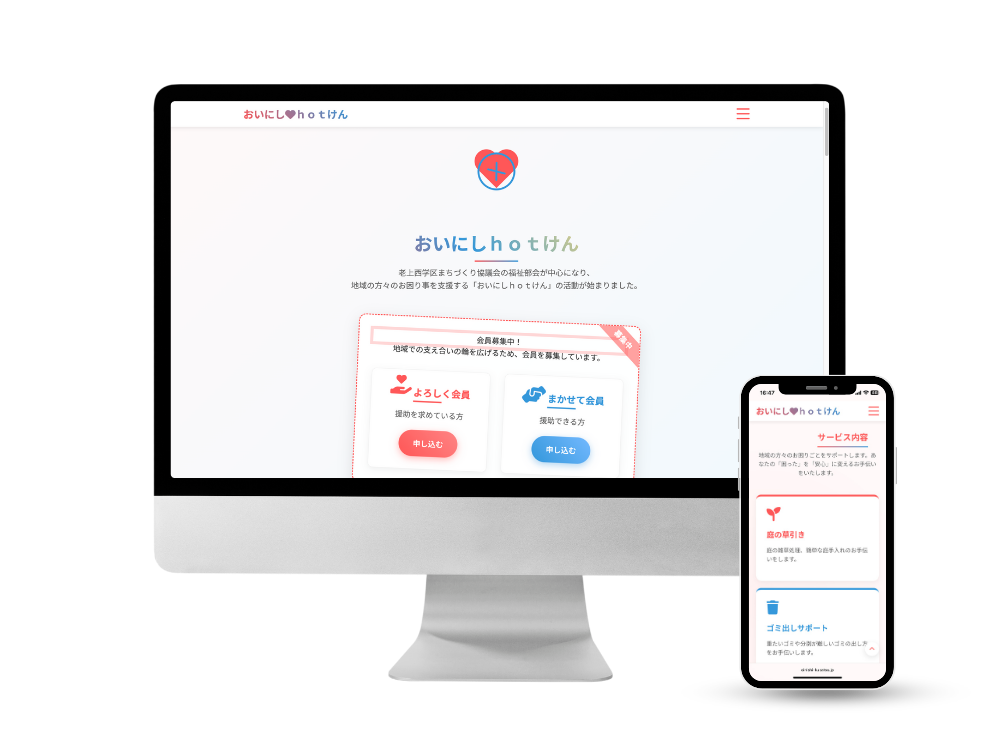 おいにし♥ｈｏｔけん
おいにしｈｏｔけん
老上西学区まちづくり協議会の福祉部会が中心になり、
地域の方々のお困り事を支援する「おいにしｈｏｔけん」の活動が始まりました。
募集中
会員募集中！
地域での支え合いの輪を広げるため、会員を募集しています。
よろしく会員
援助を求めている方
申し込む
まかせて会員
援助できる方
申し込む
16:47
おいにし♥ｈｏｔけん
サービス内容
地域の方々のお困りごとをサポートします。あ
なたの「困った」を「安心」に変えるお手伝い
をいたします。
庭の草引き
庭の雑草処理、簡単な庭手入れのお手伝
いをします。
ゴミ出しサポート
重たいゴミや分別が難しいゴミの出し方
をお手伝いします。